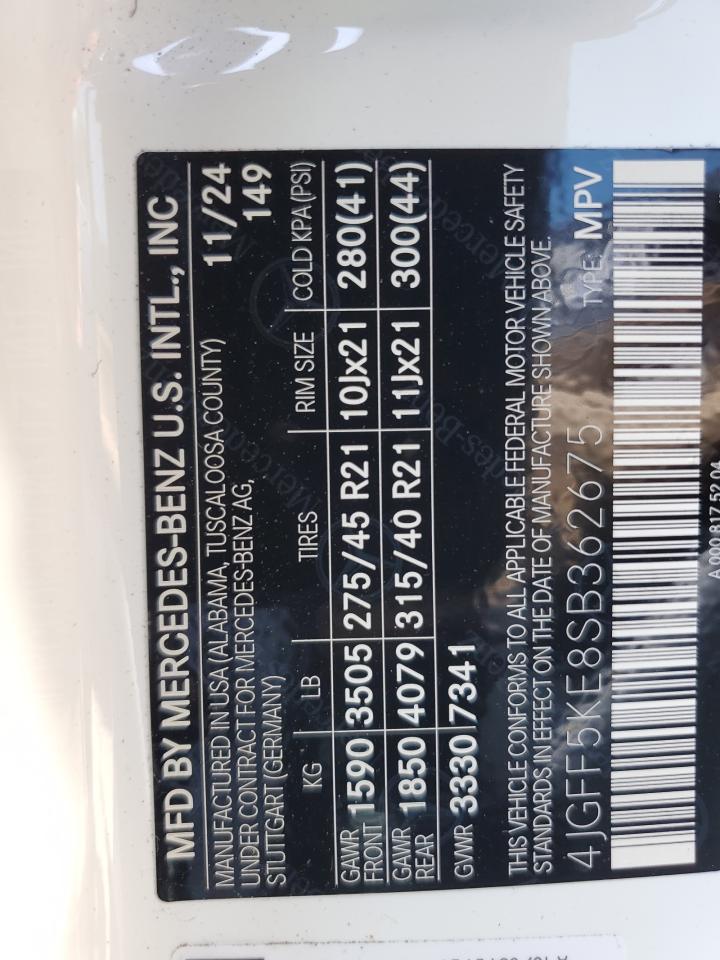 MFD BY MERCEDES-BENZ U.S. INTL., INC
MANUFACTURED IN USA (ALABAMA, TUSCALOOSA COUNTY) 11/24
UNDER CONTRACT FOR MERCEDES-BENZ AG, 149
STUTTGART (GERMANY)
KG LB TIRES RIM SIZE COLD KPA (PSI)
GAWR FRONT 1590 3505 275/45 R21 10Jx21 280(41)
GAWR REAR 1850 4079 315/40 R21 11Jx21 300(44)
GVWR 3330 7341
THIS VEHICLE CONFORMS TO ALL APPLICABLE FEDERAL MOTOR VEHICLE SAFETY
STANDARDS IN EFFECT ON THE DATE OF MANUFACTURE SHOWN ABOVE.
4JGFF5KE8SB362675 TYPE: MPV
A 000 817 52 04